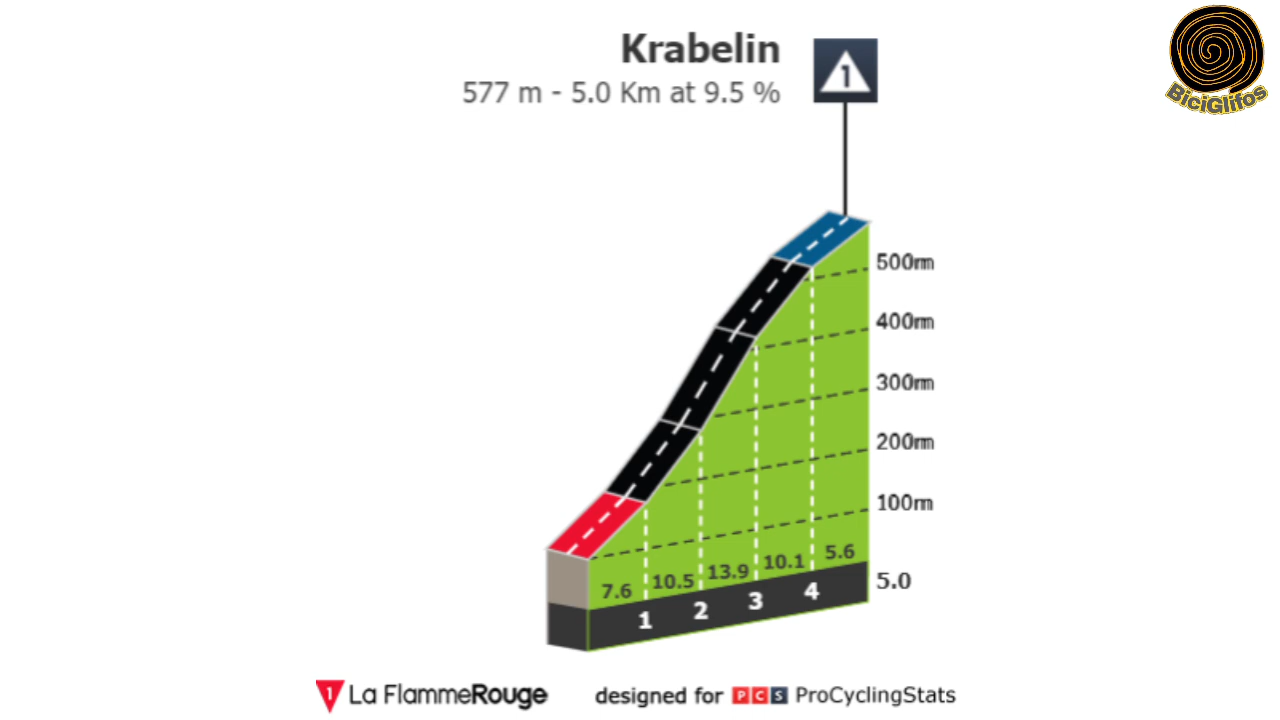 BiciGlifos
Krabelin
1
577 m - 5.0 Km at 9.5 %
500m
400m
300m
200m
100m
7.6 10.5 13.9 10.1 5.6
1 2 3 4 5.0
1 La FlammeRouge designed for PCS ProCyclingStats